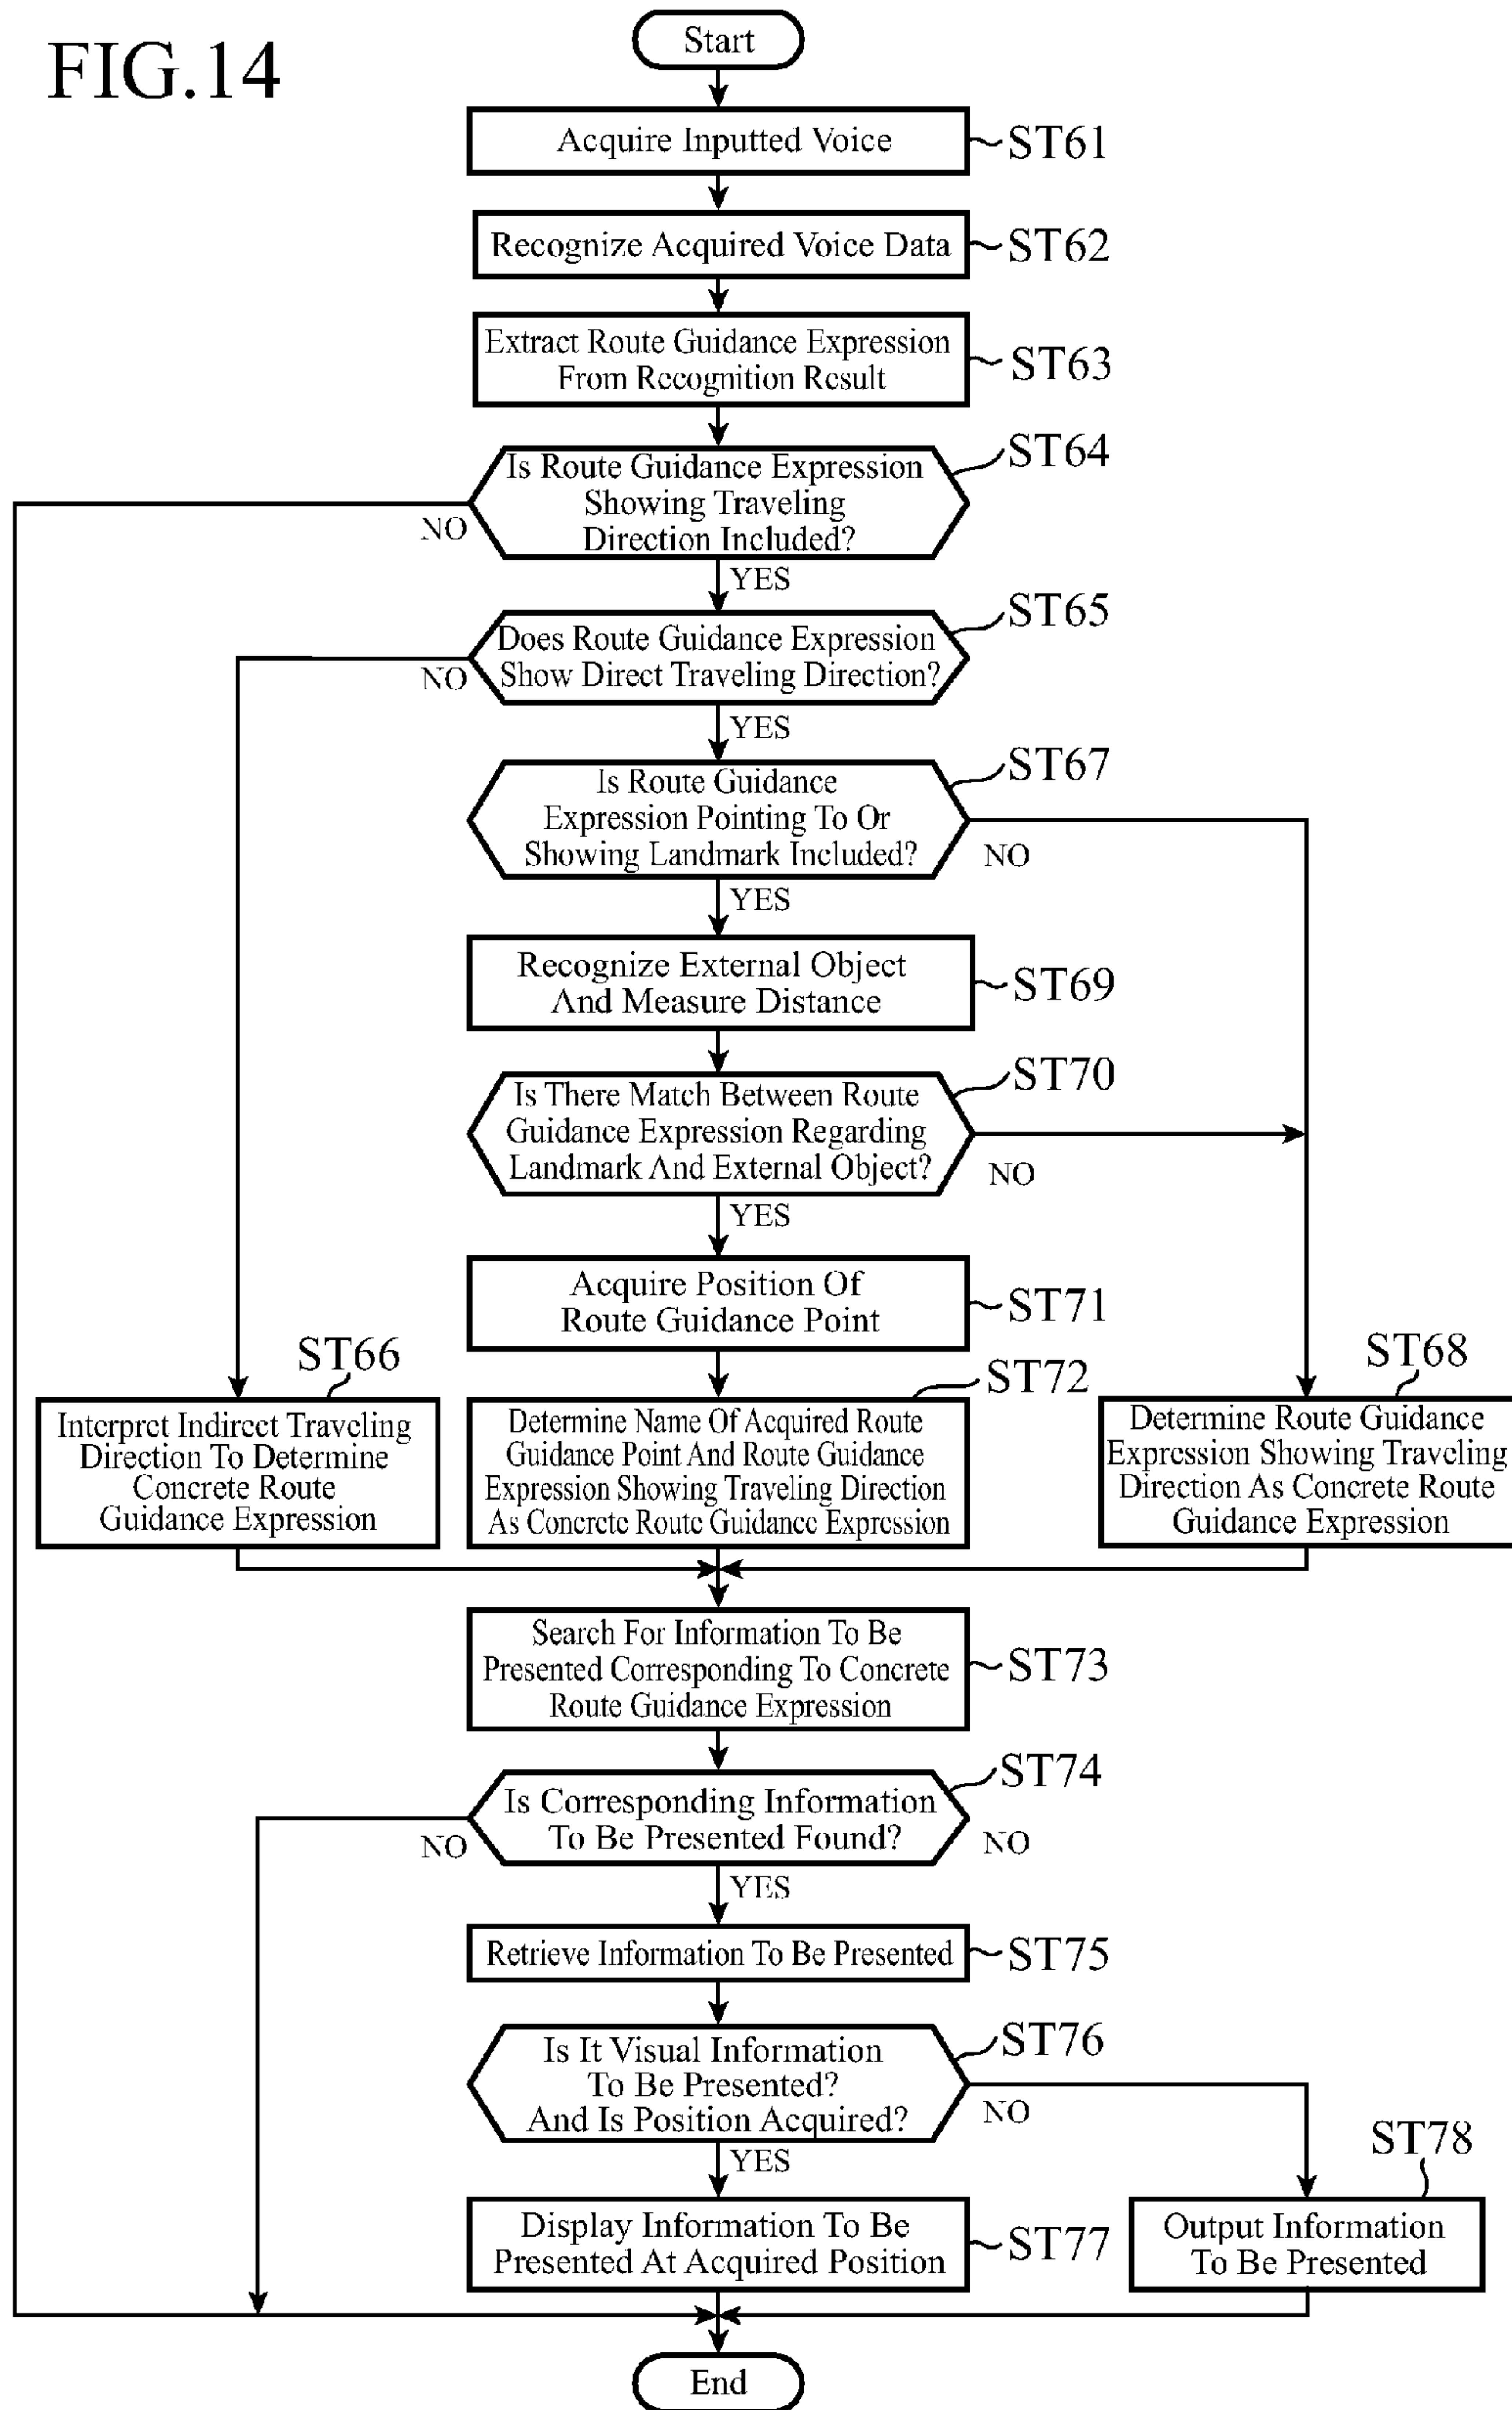 FIG.14
Start
Acquire Inputted Voice
ST61
Recognize Acquired Voice Data
ST62
Extract Route Guidance Expression
From Recognition Result
ST63
Is Route Guidance Expression
Showing Traveling
Direction Included?
ST64
NO
YES
Does Route Guidance Expression
Show Direct Traveling Direction?
ST65
NO
YES
Is Route Guidance
Expression Pointing To Or
Showing Landmark Included?
ST67
NO
YES
Recognize External Object
And Measure Distance
ST69
Is There Match Between Route
Guidance Expression Regarding
Landmark And External Object?
ST70
NO
YES
Acquire Position Of
Route Guidance Point
ST71
ST66
Interpret Indirect Traveling
Direction To Determine
Concrete Route
Guidance Expression
ST72
Determine Name Of Acquired Route
Guidance Point And Route Guidance
Expression Showing Traveling Direction
As Concrete Route Guidance Expression
ST68
Determine Route Guidance
Expression Showing Traveling
Direction As Concrete Route
Guidance Expression
Search For Information To Be
Presented Corresponding To Concrete
Route Guidance Expression
ST73
Is Corresponding Information
To Be Presented Found?
ST74
NO
NO
YES
Retrieve Information To Be Presented
ST75
Is It Visual Information
To Be Presented?
And Is Position Acquired?
ST76
NO
YES
Display Information To Be
Presented At Acquired Position
ST77
ST78
Output Information
To Be Presented
End